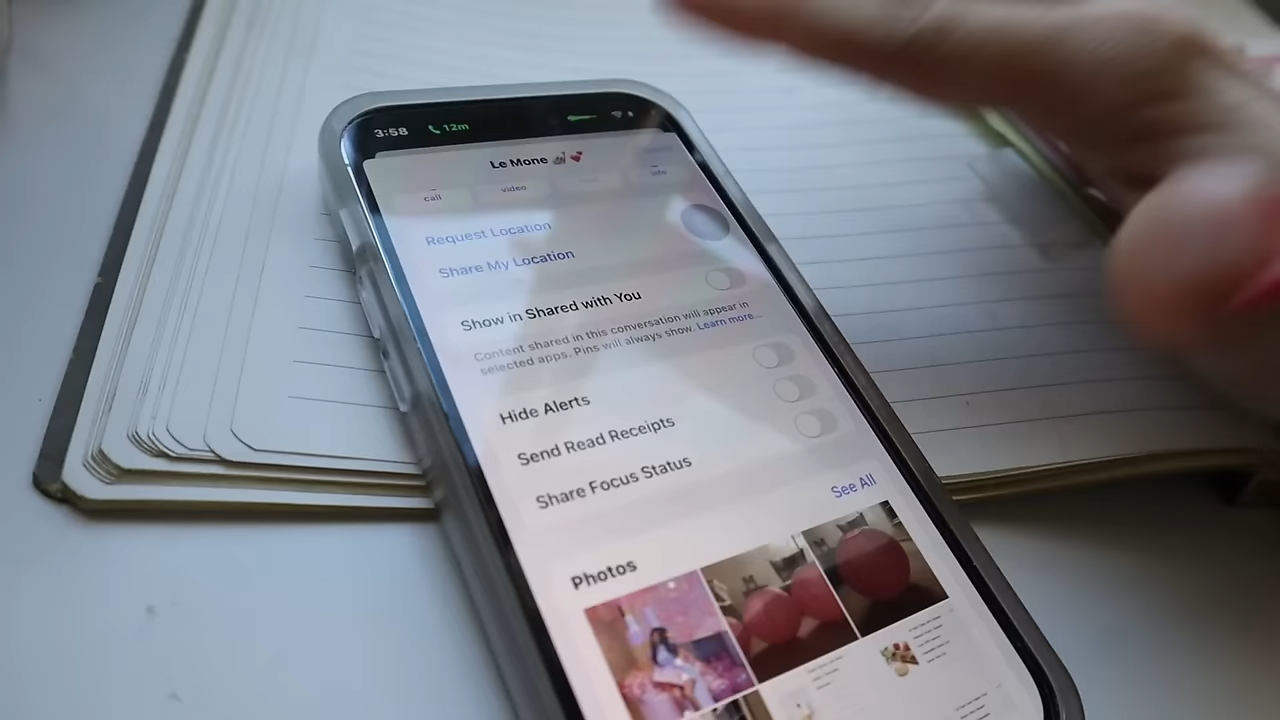 3:58 12m
Le Mone
call video info
Request Location
Share My Location
Show in Shared with You
Content shared in this conversation will appear in
selected apps. Pins will always show. Learn more...
Hide Alerts
Send Read Receipts
Share Focus Status
See All
Photos